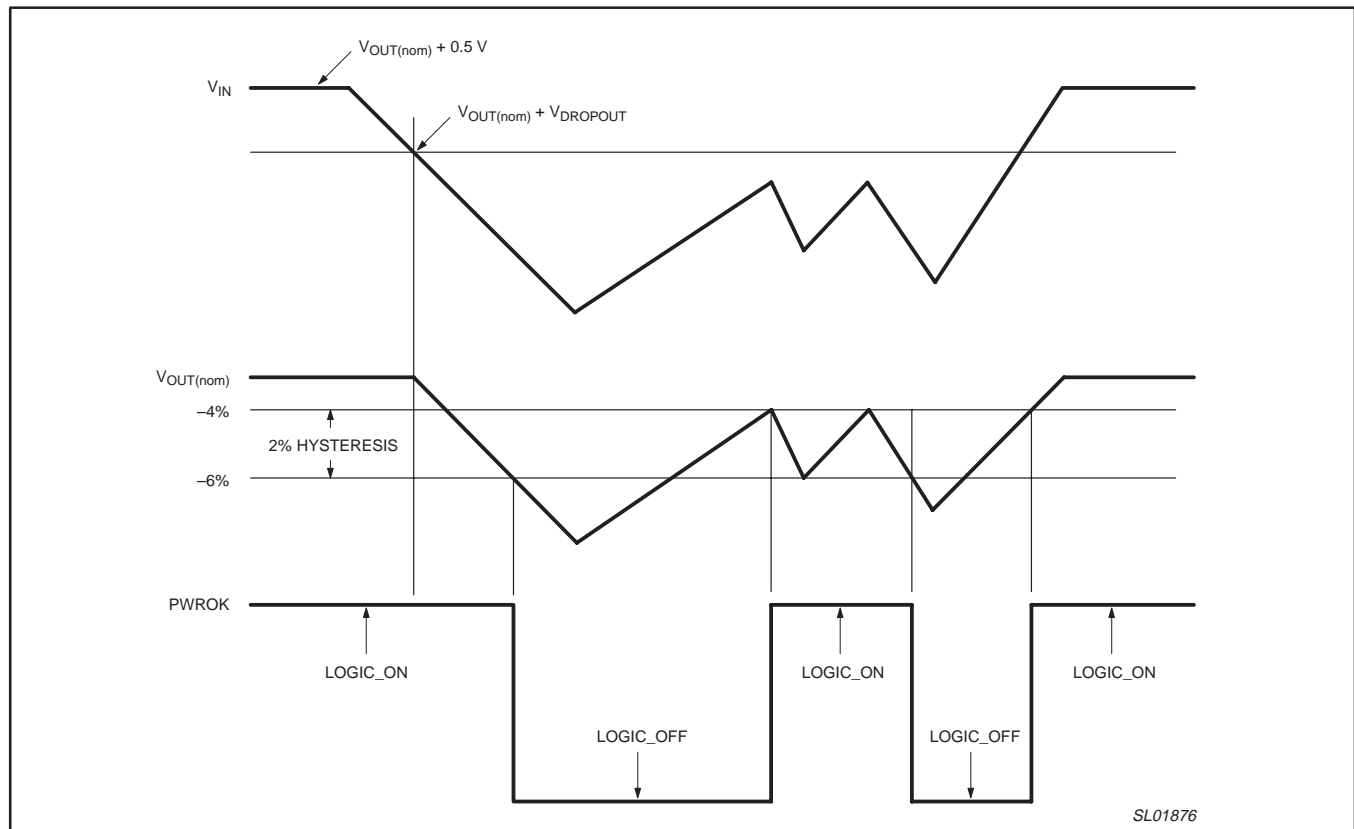 VOUT(nom) + 0.5 V
VIN
VOUT(nom) + VDROPOUT
VOUT(nom)
–4%
2% HYSTERESIS
–6%
PWROK
LOGIC_ON
LOGIC_ON
LOGIC_ON
LOGIC_OFF
LOGIC_OFF
SL01876